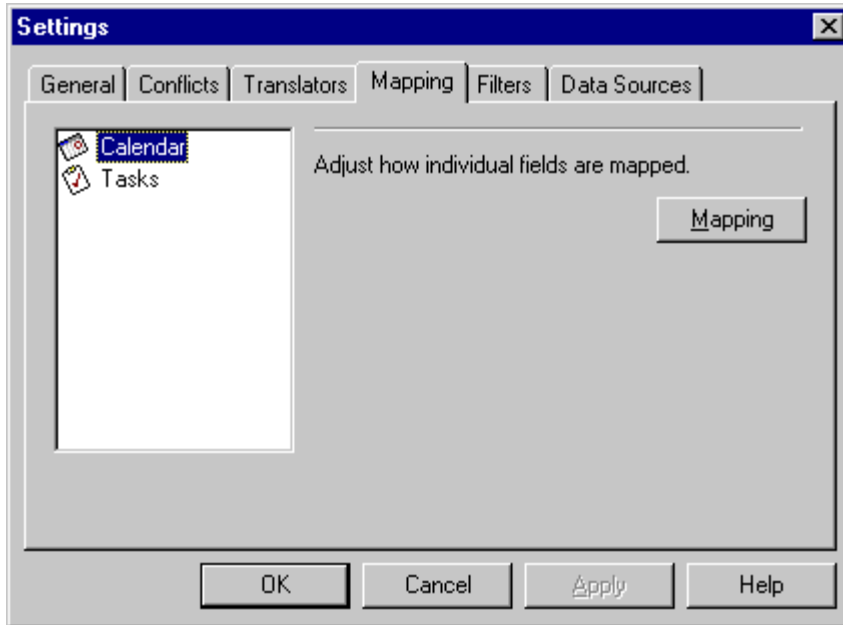 Settings
General Conflicts Translators Mapping Filters Data Sources
Calendar
Tasks
Adjust how individual fields are mapped.
Mapping
OK Cancel Apply Help